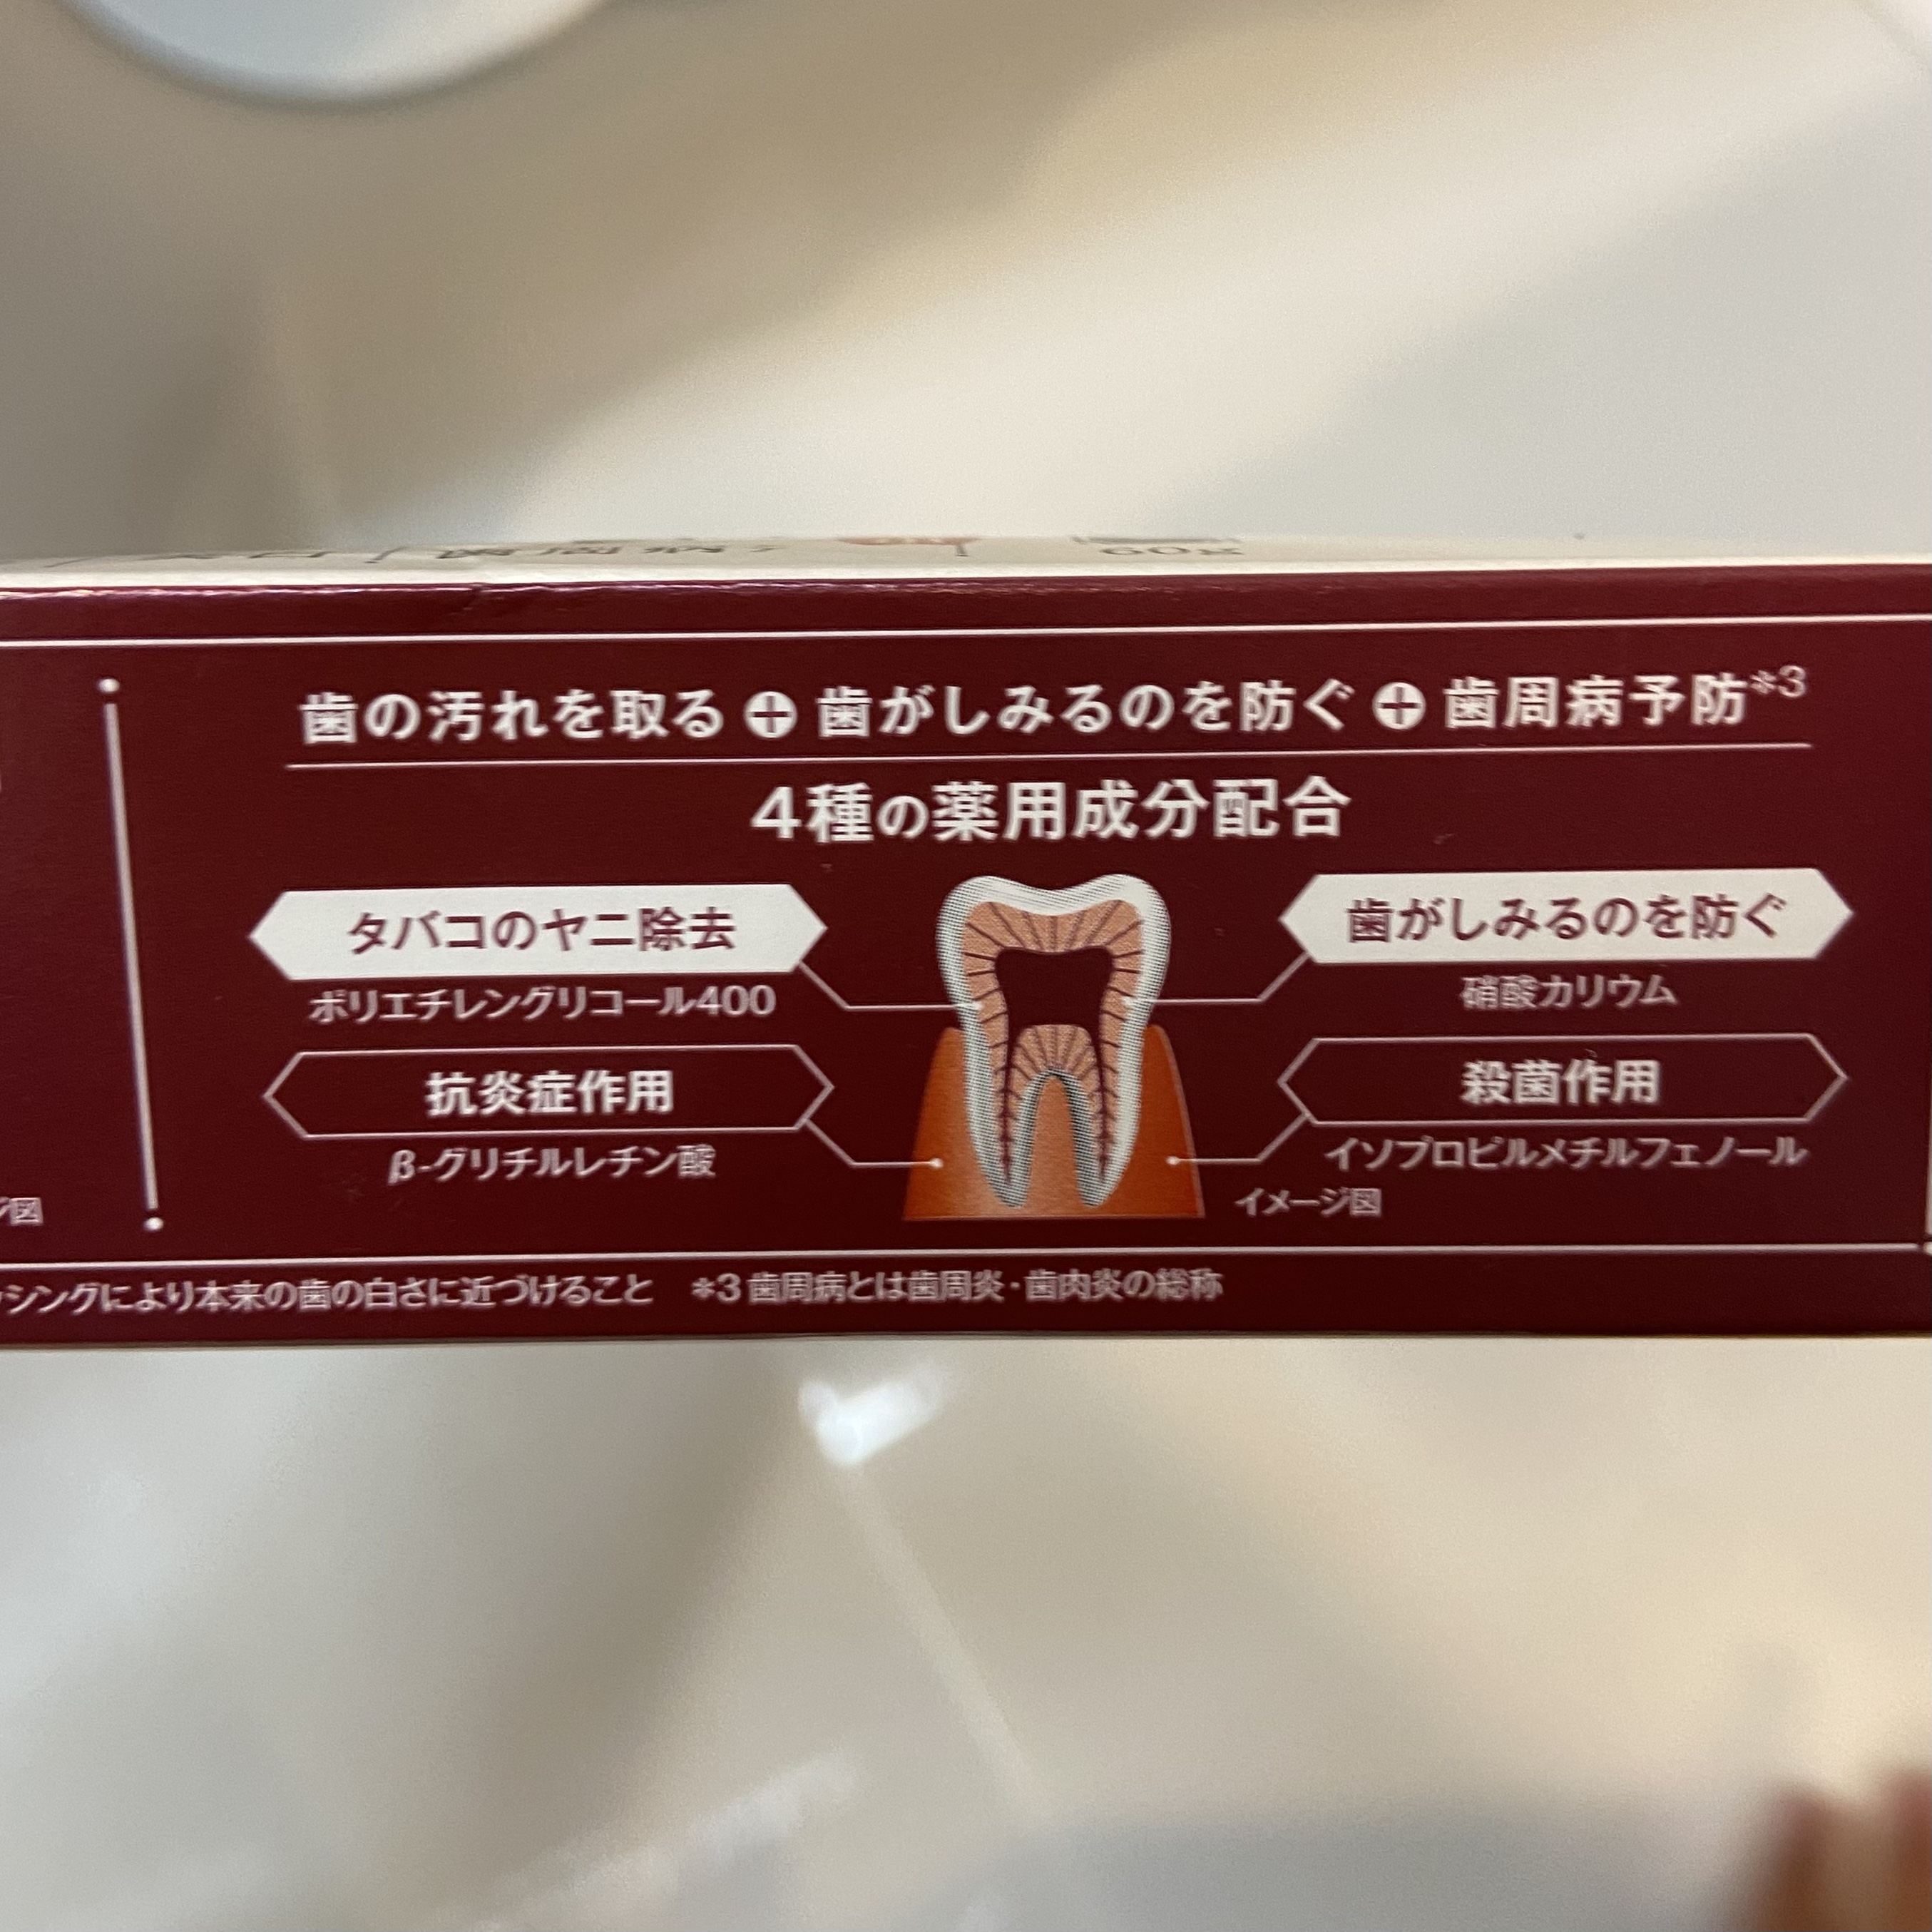 歯の汚れを取る＋歯がしみるのを防ぐ＋歯周病予防*3
4種の薬用成分配合
タバコのヤニ除去
ポリエチレングリコール400
抗炎症作用
β-グリチルレチン酸
歯がしみるのを防ぐ
硝酸カリウム
殺菌作用
イソプロピルメチルフェノール
イメージ図
ジ図
シングにより本来の歯の白さに近づけること *3 歯周病とは歯周炎・歯肉炎の総称